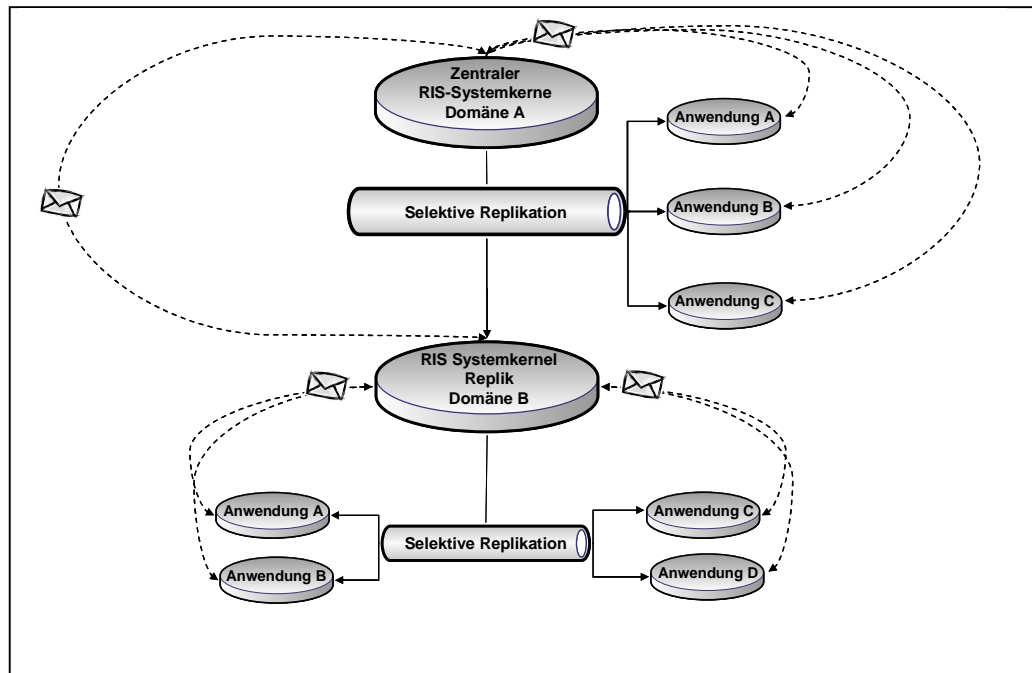 Zentraler
RIS-Systemkerne
Domäne A
Anwendung A
Selektive Replikation
Anwendung B
Anwendung C
RIS Systemkernel
Replik
Domäne B
Anwendung A
Anwendung C
Selektive Replikation
Anwendung B
Anwendung D